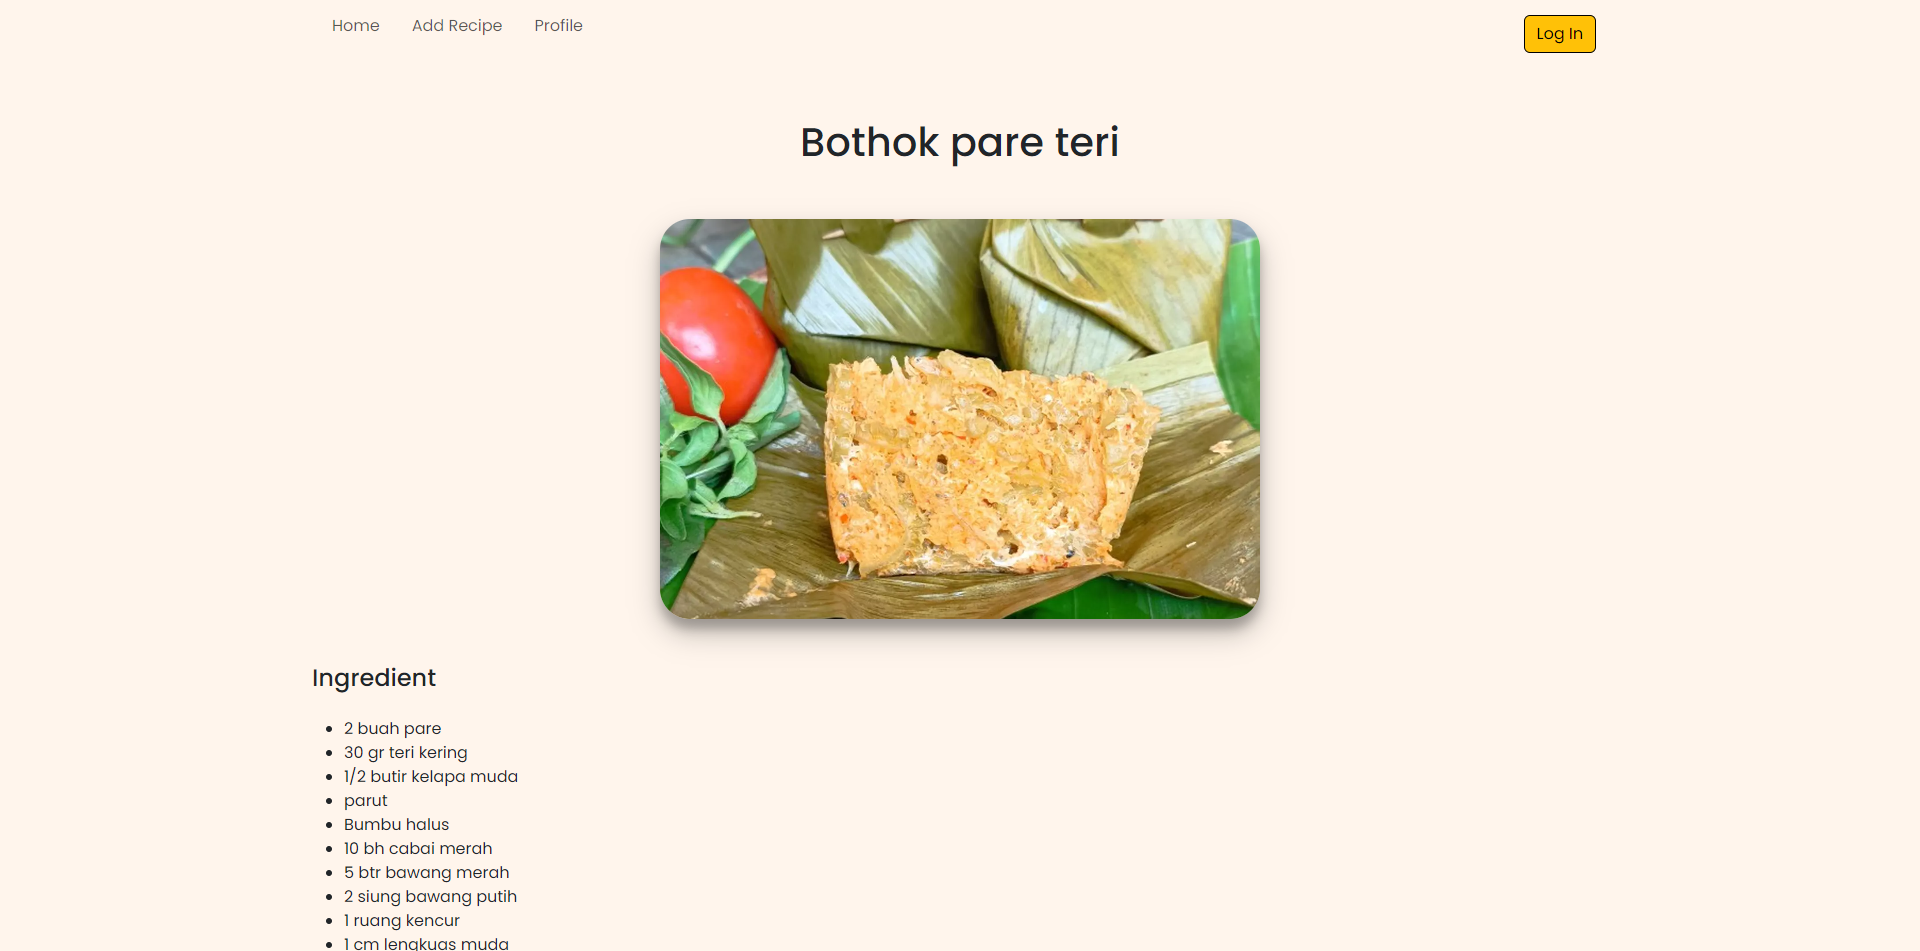 Home Add Recipe Profile Log In
Bothok pare teri
Ingredient
2 buah pare
30 gr teri kering
1/2 butir kelapa muda
parut
Bumbu halus
10 bh cabai merah
5 btr bawang merah
2 siung bawang putih
1 ruang kencur
1 cm lengkuas muda